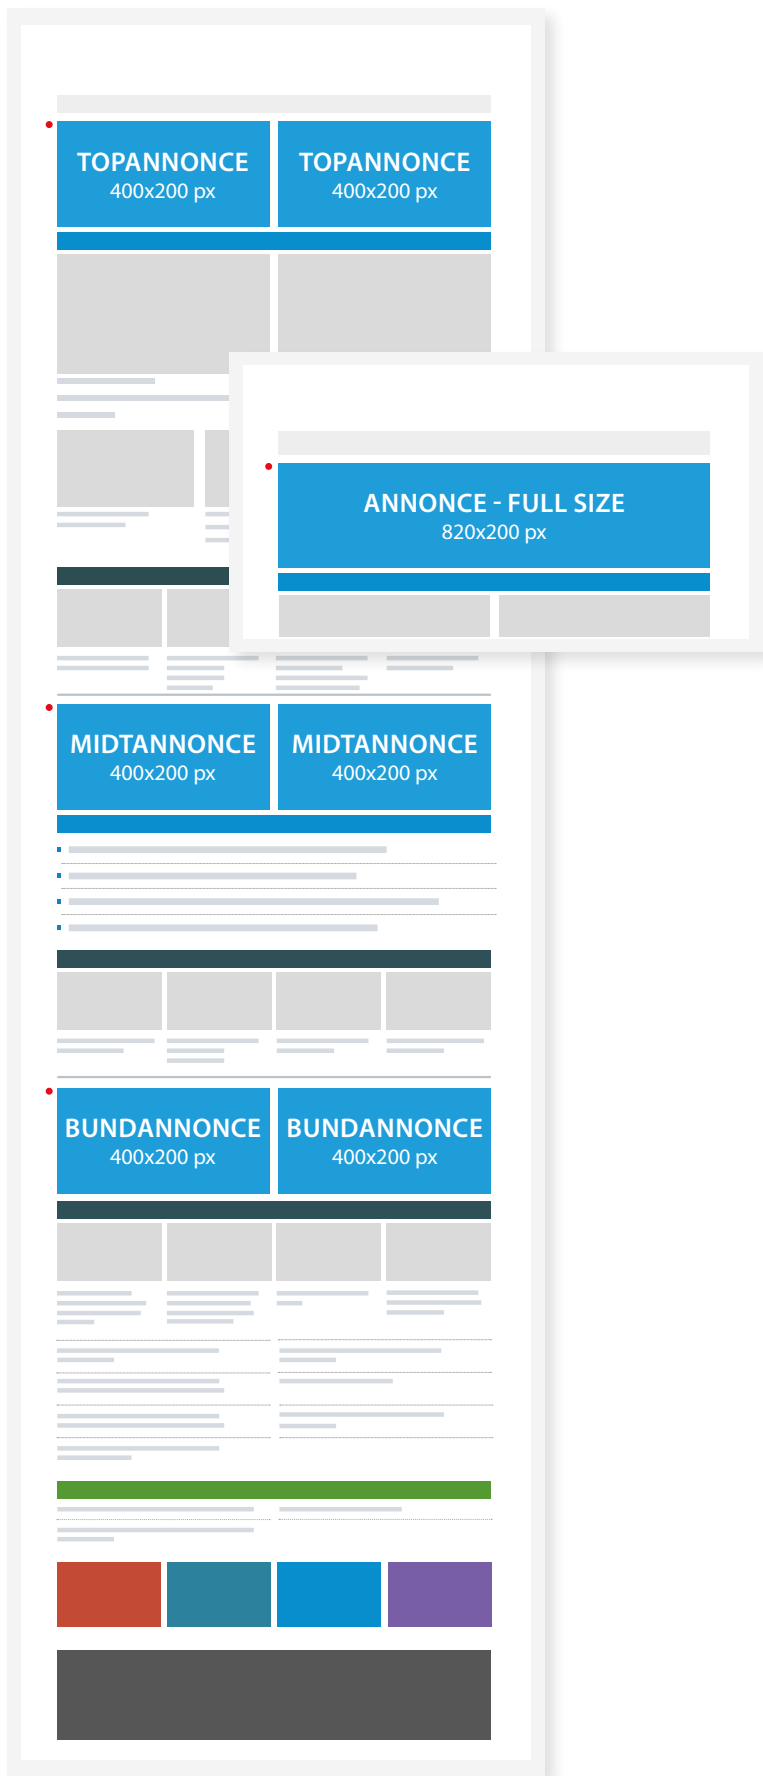 TOPANNONCE
400x200 px
TOPANNONCE
400x200 px
ANNONCE - FULL SIZE
820x200 px
MIDTANNONCE
400x200 px
MIDTANNONCE
400x200 px
BUNDANNONCE
400x200 px
BUNDANNONCE
400x200 px